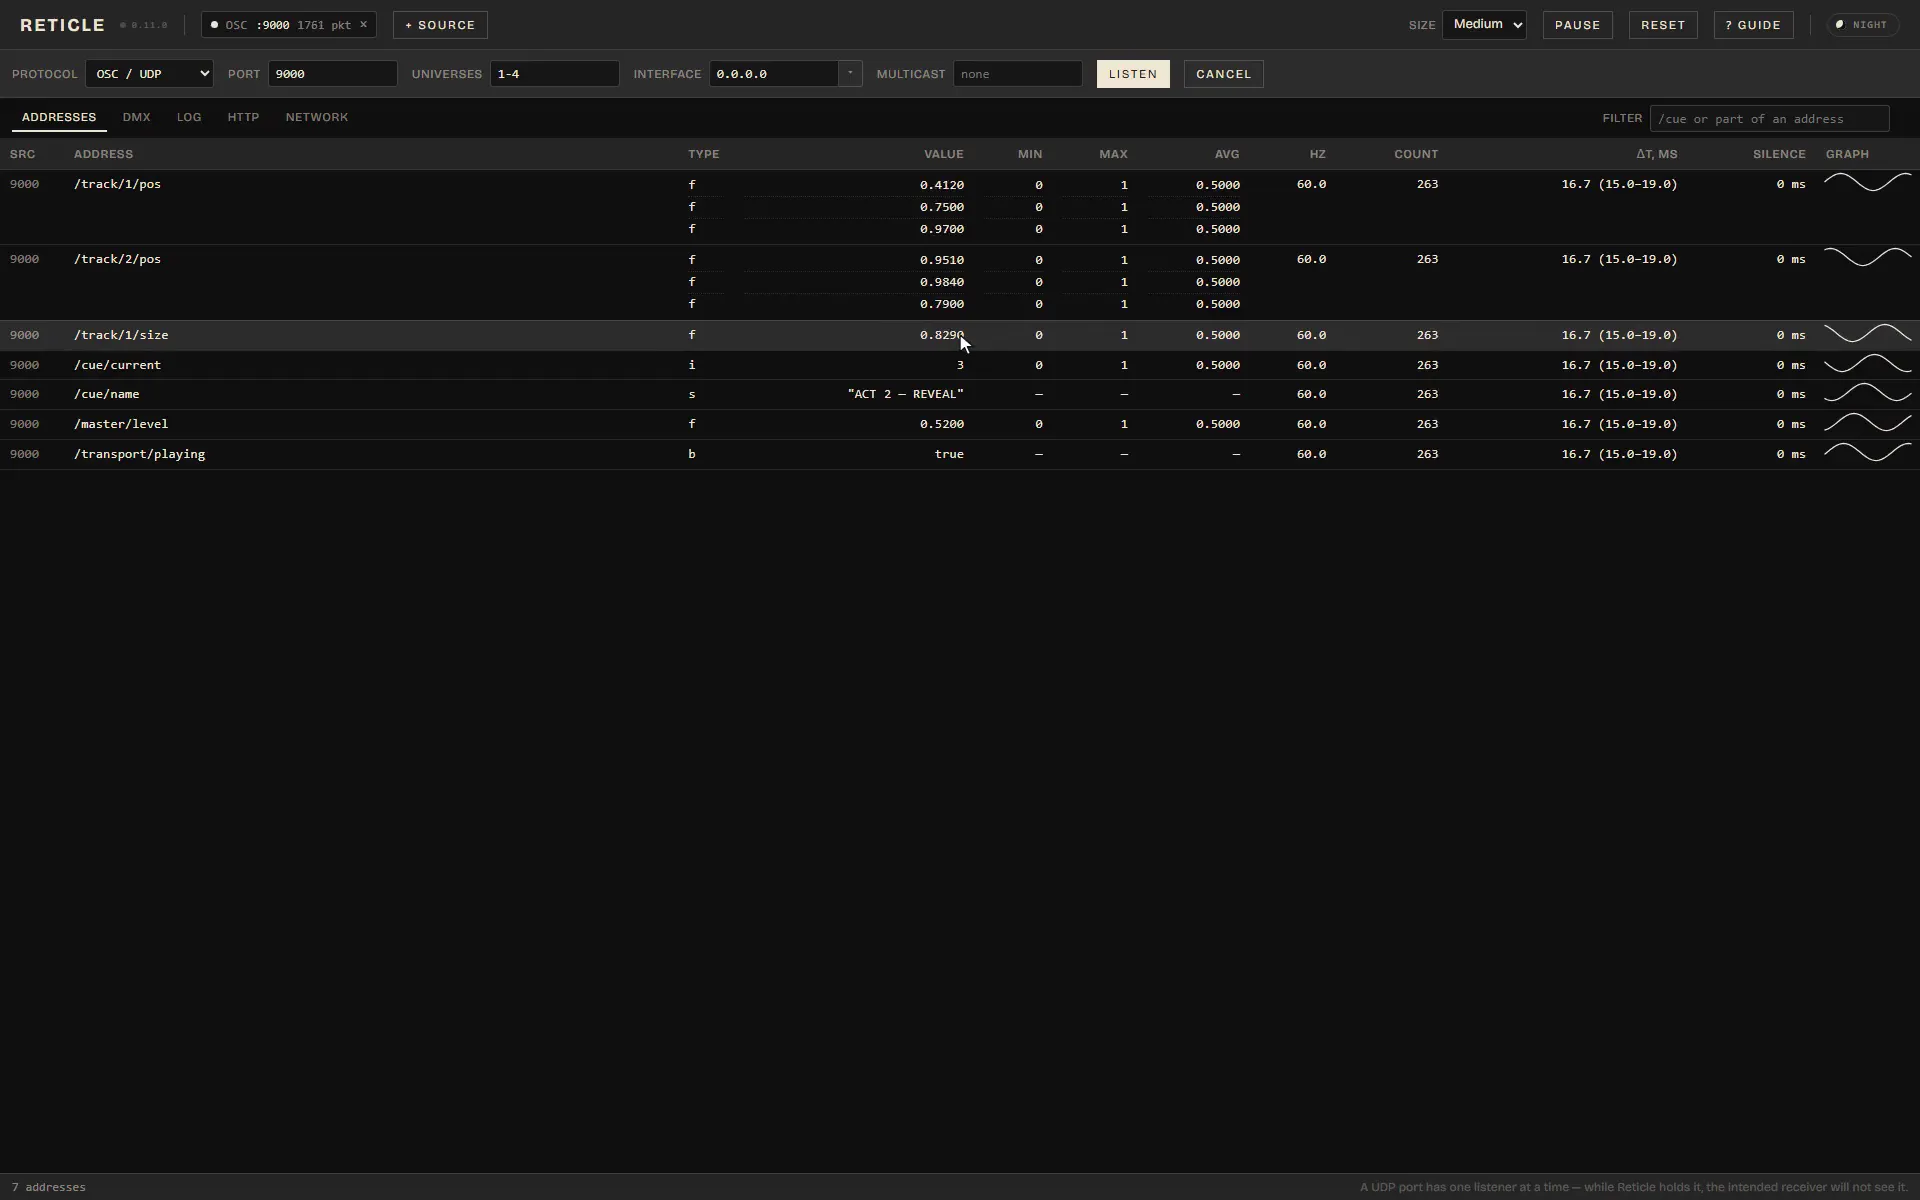 RETICLE 0.11.0 OSC :9000 1761 pkt × + SOURCE SIZE Medium PAUSE RESET ? GUIDE NIGHT
PROTOCOL OSC / UDP PORT 9000 UNIVERSES 1-4 INTERFACE 0.0.0.0 MULTICAST none LISTEN CANCEL
ADDRESSES DMX LOG HTTP NETWORK FILTER /cue or part of an address
SRC ADDRESS TYPE VALUE MIN MAX AVG HZ COUNT ΔT, MS SILENCE GRAPH
9000 /track/1/pos f 0.4120 0 1 0.5000 60.0 263 16.7 (15.0–19.0) 0 ms
f 0.7500 0 1 0.5000
f 0.9700 0 1 0.5000
9000 /track/2/pos f 0.9510 0 1 0.5000 60.0 263 16.7 (15.0–19.0) 0 ms
f 0.9840 0 1 0.5000
f 0.7900 0 1 0.5000
9000 /track/1/size f 0.8290 0 1 0.5000 60.0 263 16.7 (15.0–19.0) 0 ms
9000 /cue/current i 3 0 1 0.5000 60.0 263 16.7 (15.0–19.0) 0 ms
9000 /cue/name s "ACT 2 — REVEAL" — — — 60.0 263 16.7 (15.0–19.0) 0 ms
9000 /master/level f 0.5200 0 1 0.5000 60.0 263 16.7 (15.0–19.0) 0 ms
9000 /transport/playing b true — — — 60.0 263 16.7 (15.0–19.0) 0 ms
7 addresses A UDP port has one listener at a time — while Reticle holds it, the intended receiver will not see it.